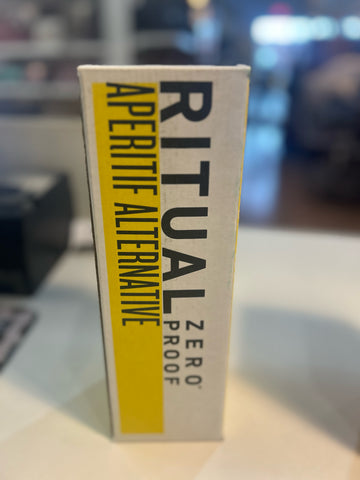 RITUAL
ZERO
PROOF
APERITIF ALTERNATIVE